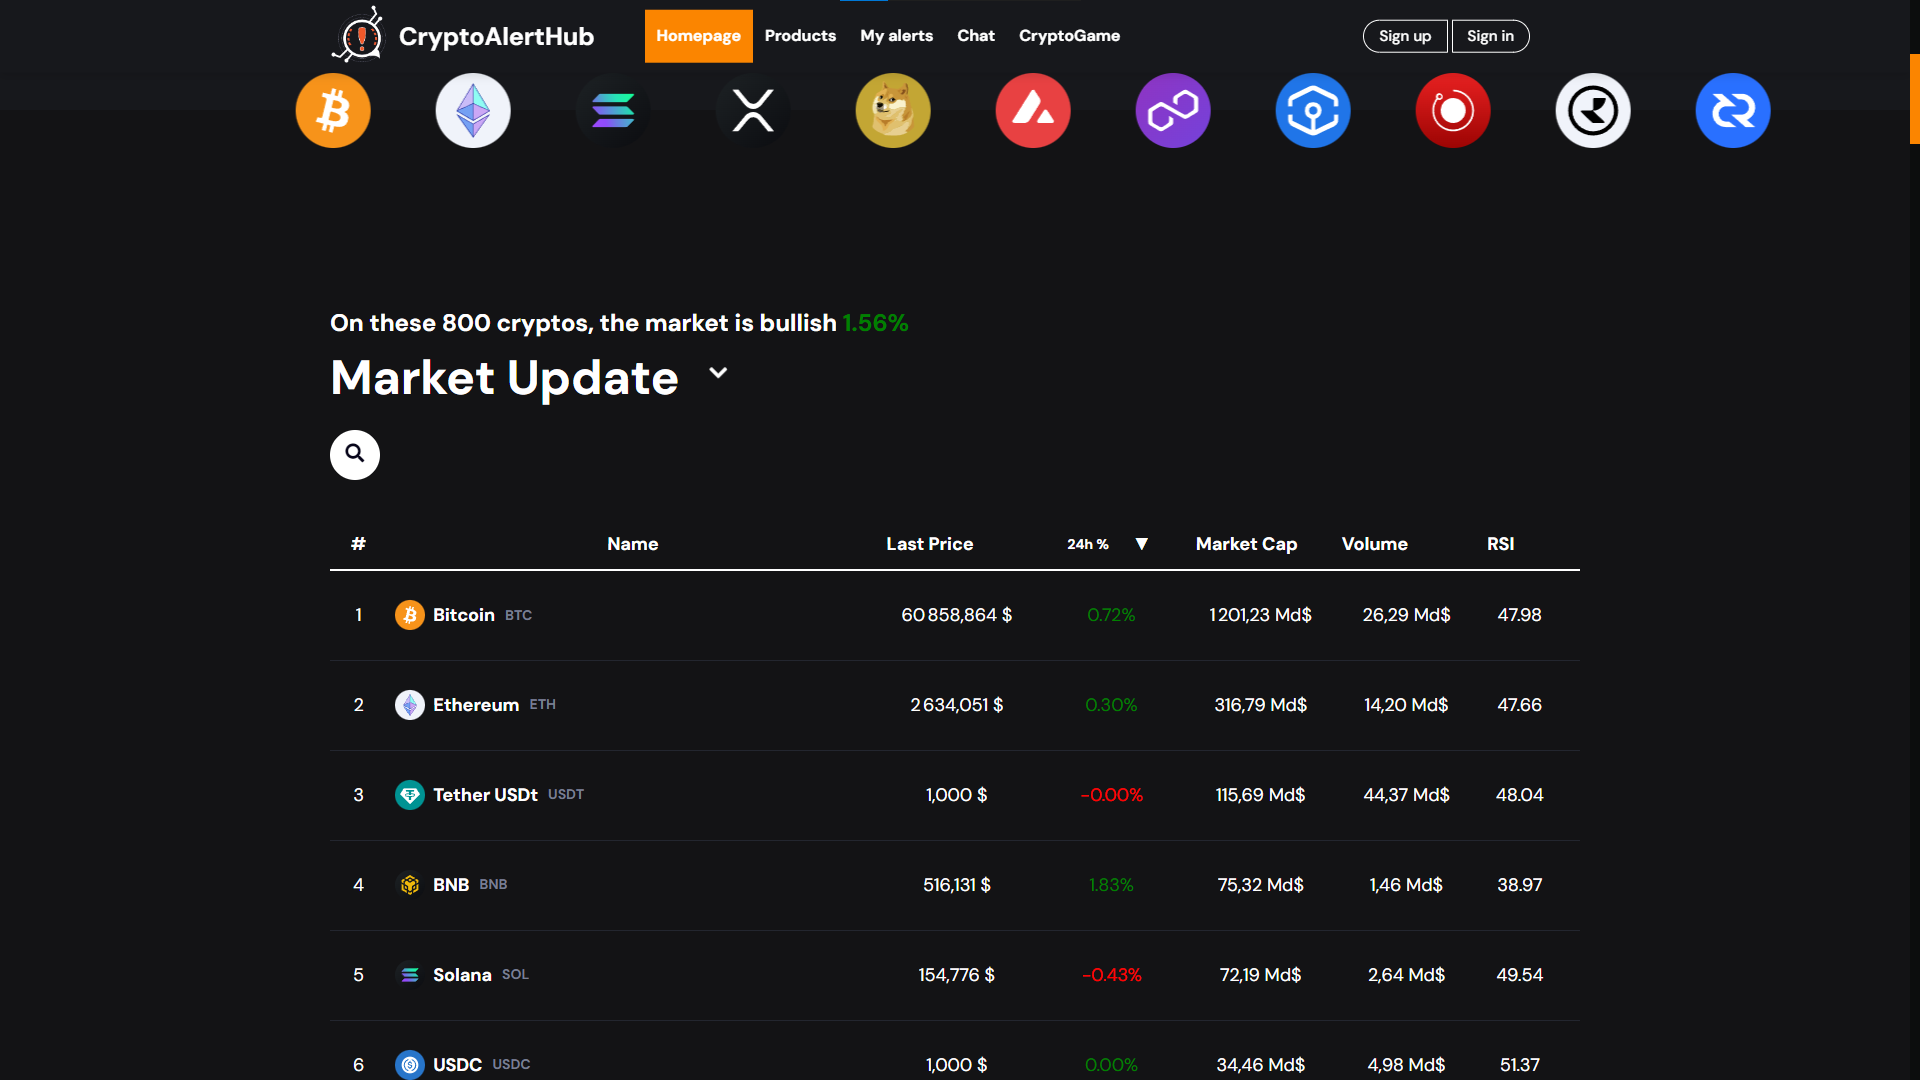 CryptoAlertHub Homepage Products My alerts Chat CryptoGame Sign up Sign in
On these 800 cryptos, the market is bullish 1.56%
Market Update
# Name Last Price 24h % ▼ Market Cap Volume RSI
1 Bitcoin BTC 60 858,864 $ 0.72% 1 201,23 Md$ 26,29 Md$ 47.98
2 Ethereum ETH 2 634,051 $ 0.30% 316,79 Md$ 14,20 Md$ 47.66
3 Tether USDt USDT 1,000 $ -0.00% 115,69 Md$ 44,37 Md$ 48.04
4 BNB BNB 516,131 $ 1.83% 75,32 Md$ 1,46 Md$ 38.97
5 Solana SOL 154,776 $ -0.43% 72,19 Md$ 2,64 Md$ 49.54
6 USDC USDC 1,000 $ 0.00% 34,46 Md$ 4,98 Md$ 51.37